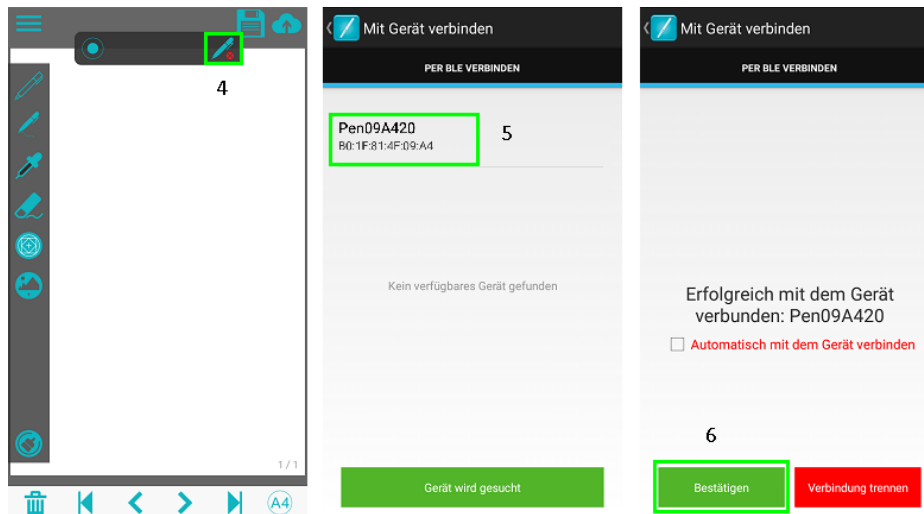 4
1 / 1
A4
Mit Gerät verbinden
PER BLE VERBINDEN
Pen09A420
B0:1F:81:4F:09:A4
5
Kein verfügbares Gerät gefunden
Gerät wird gesucht
Mit Gerät verbinden
PER BLE VERBINDEN
Erfolgreich mit dem Gerät
verbunden: Pen09A420
Automatisch mit dem Gerät verbinden
6
Bestätigen
Verbindung trennen